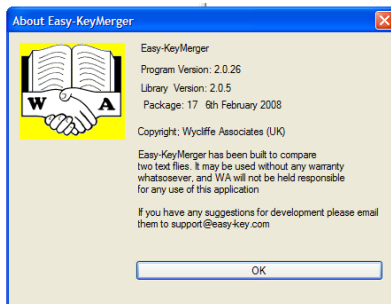 About Easy-KeyMerger
Easy-KeyMerger
Program Version: 2.0.26
Library Version: 2.0.5
Package: 17 6th February 2008
W A
Copyright; Wycliffe Associates (UK)
Easy-KeyMerger has been built to compare
two text flies. It may be used without any warranty
whatsosever, and WA will not be held responsible
for any use of this application
If you have any suggestions for development please email
them to support@easy-key.com
OK